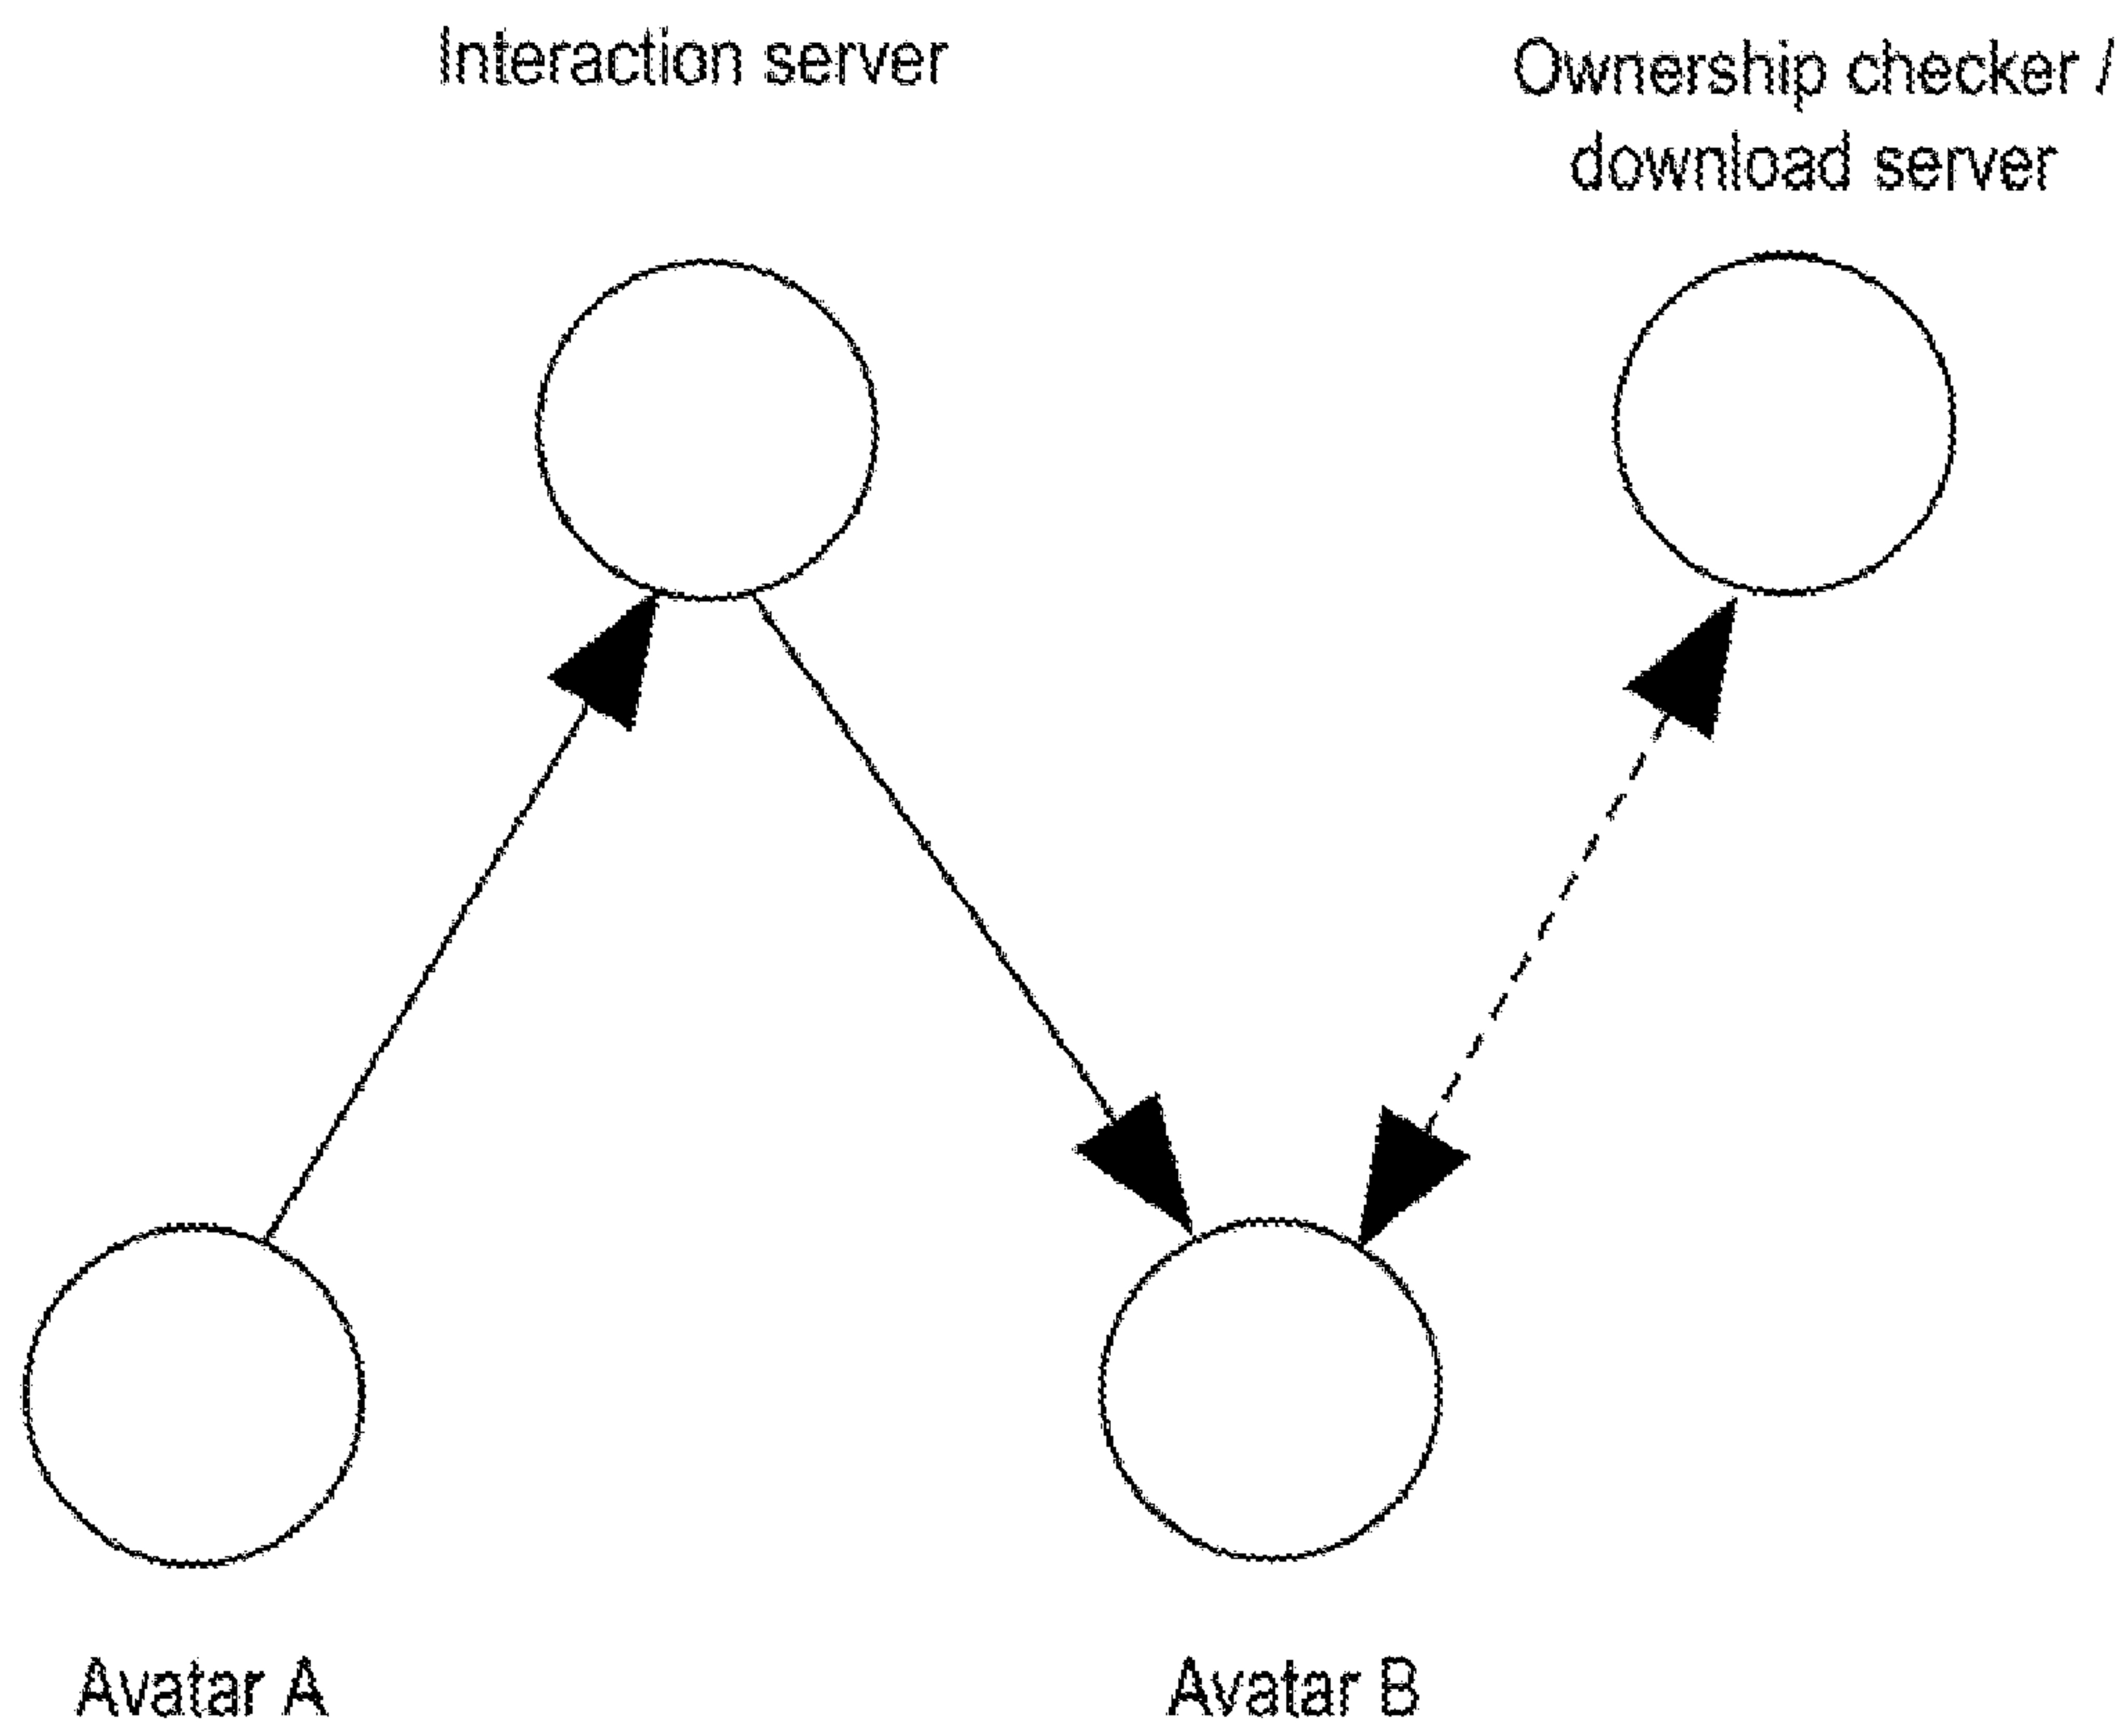 Interaction server
Ownership checker /
download server
Avatar A
Avatar B